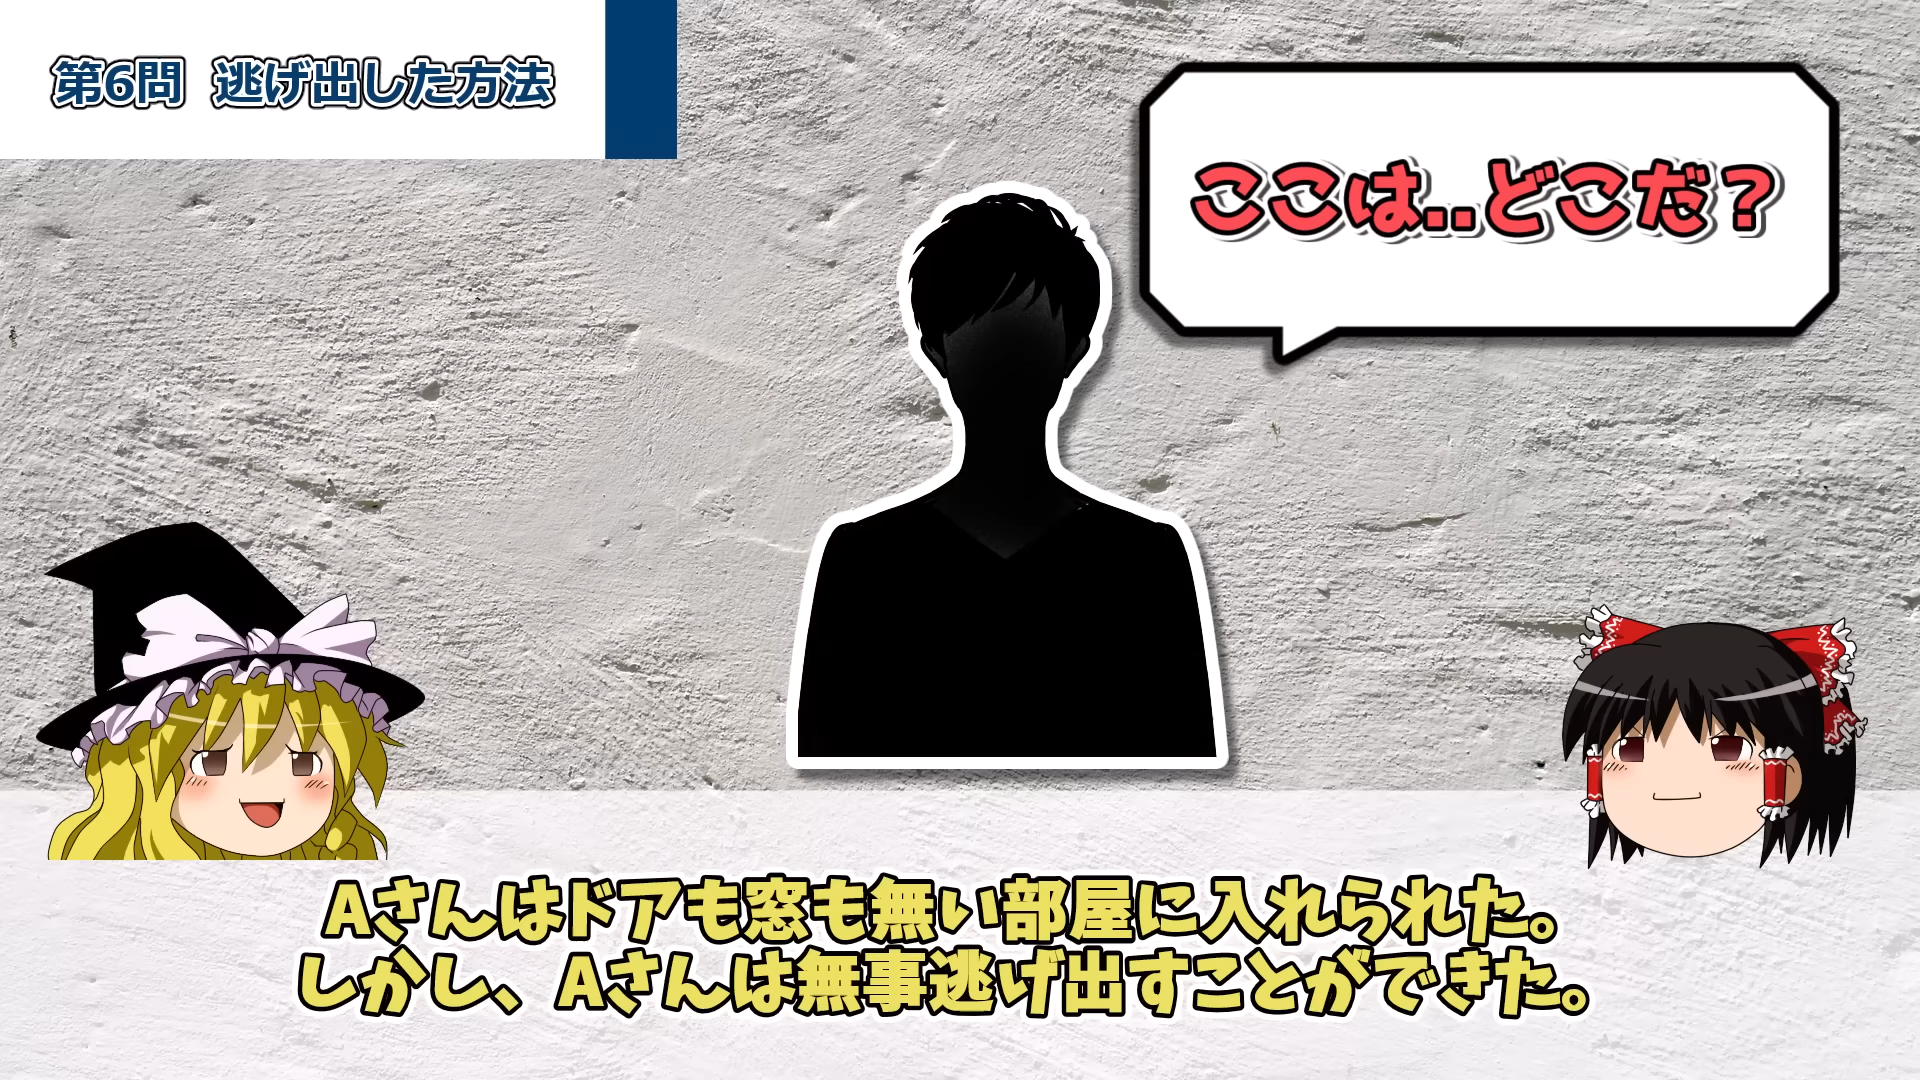 第6問 逃げ出した方法
ここは..どこだ？
Aさんはドアも窓も無い部屋に入れられた。
しかし、Aさんは無事逃げ出すことができた。